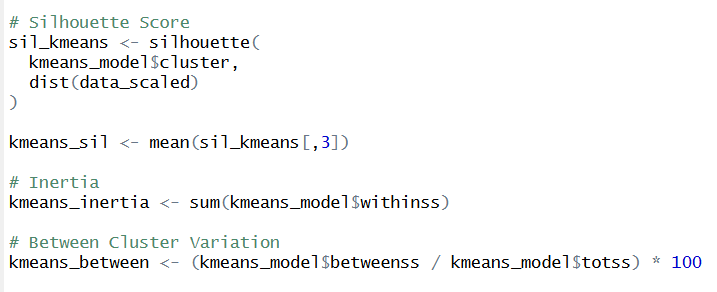 # Silhouette Score
sil_kmeans <- silhouette(
  kmeans_model$cluster,
  dist(data_scaled)
)
kmeans_sil <- mean(sil_kmeans[,3])
# Inertia
kmeans_inertia <- sum(kmeans_model$withinss)
# Between Cluster Variation
kmeans_between <- (kmeans_model$betweenss / kmeans_model$totss) * 100